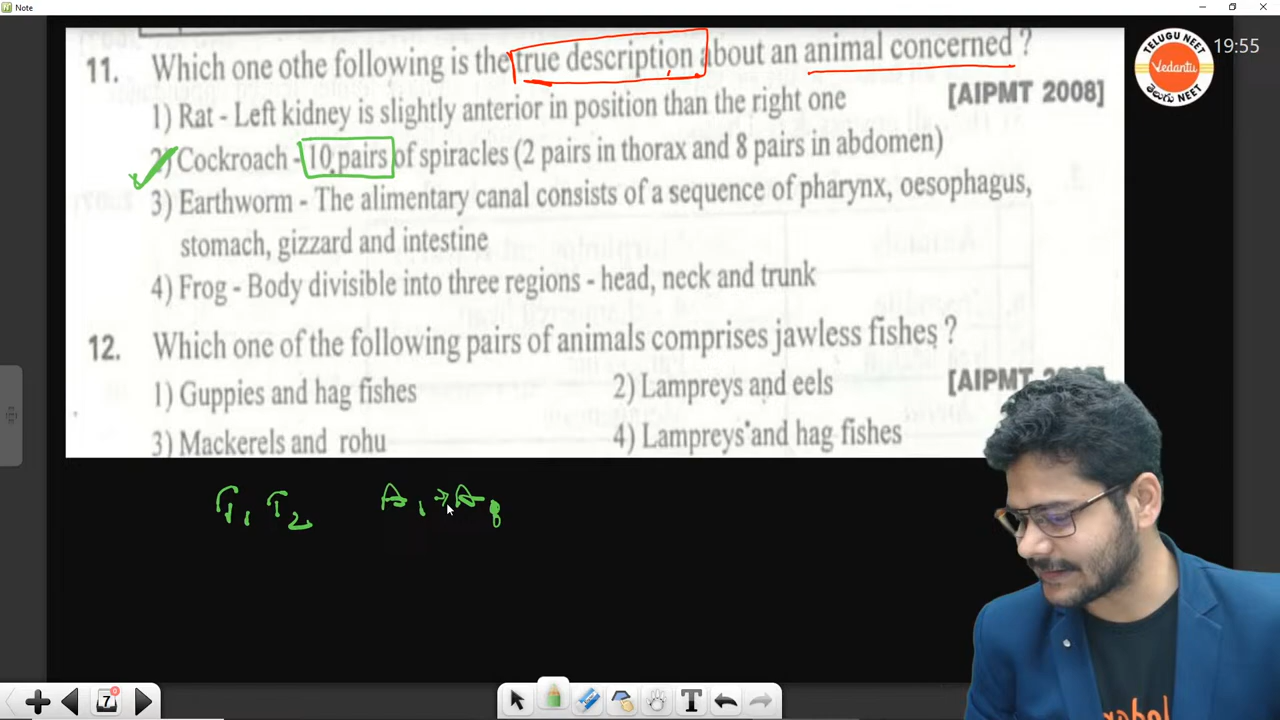 Note
19:55
TELUGU NEET
Vedantu
తెలుగు NEET
11. Which one othe following is the true description about an animal concerned ?
[AIPMT 2008]
1) Rat - Left kidney is slightly anterior in position than the right one
2) Cockroach - 10 pairs of spiracles (2 pairs in thorax and 8 pairs in abdomen)
3) Earthworm - The alimentary canal consists of a sequence of pharynx, oesophagus,
stomach, gizzard and intestine
4) Frog - Body divisible into three regions - head, neck and trunk
12. Which one of the following pairs of animals comprises jawless fishes ?
1) Guppies and hag fishes 2) Lampreys and eels [AIPMT
3) Mackerels and rohu 4) Lampreys and hag fishes
T1, T2 A1 → A8
7
0
T